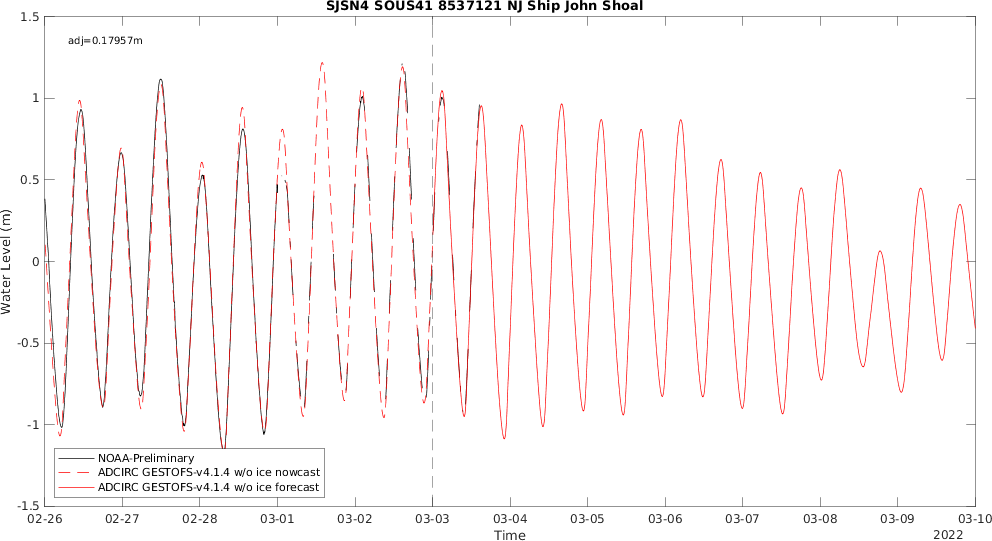 SJSN4 SOUS41 8537121 NJ Ship John Shoal
1.5
adj=0.17957m
1
0.5
0
Water Level (m)
-0.5
-1
NOAA-Preliminary
ADCIRC GESTOFS-v4.1.4 w/o ice nowcast
ADCIRC GESTOFS-v4.1.4 w/o ice forecast
-1.5
02-26 02-27 02-28 03-01 03-02 03-03 03-04 03-05 03-06 03-07 03-08 03-09 03-10
Time
2022